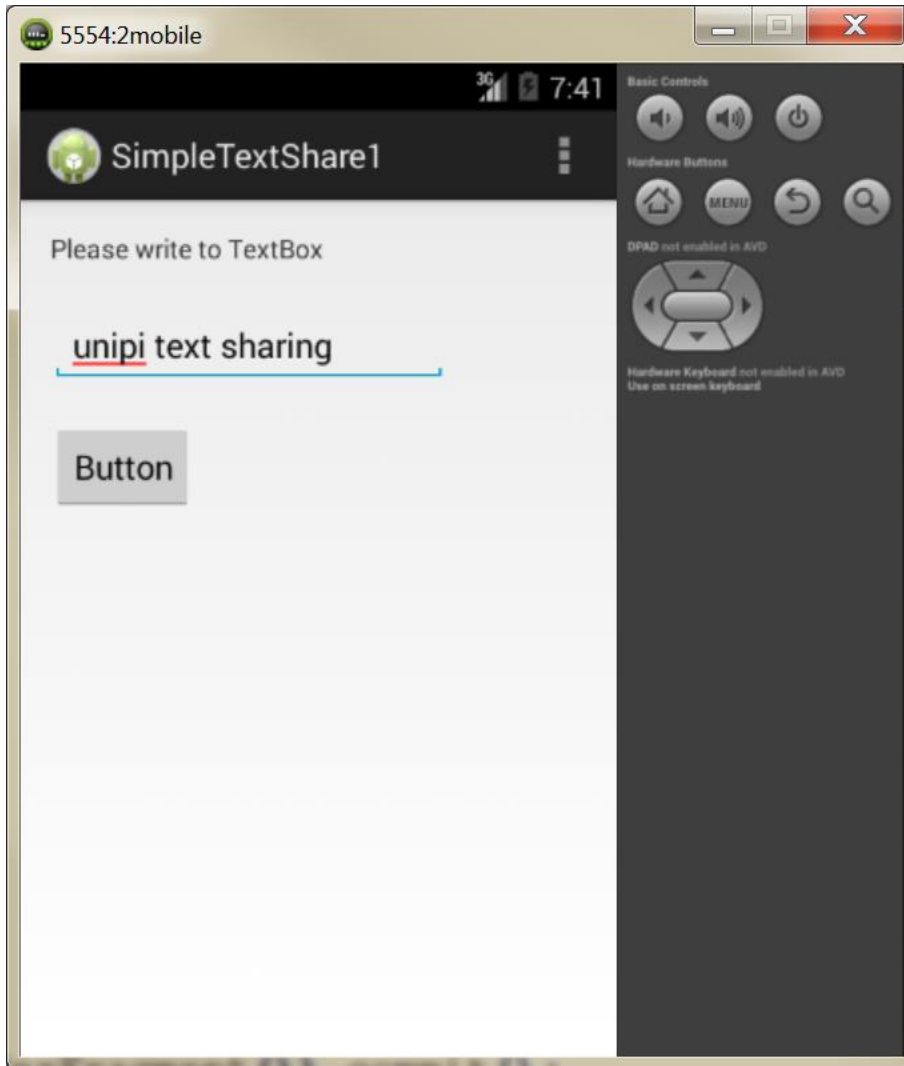 5554:2mobile
3G 7:41
SimpleTextShare1
Please write to TextBox
unipi text sharing
Button
Basic Controls
Hardware Buttons
MENU
DPAD not enabled in AVD
Hardware Keyboard not enabled in AVD
Use on screen keyboard